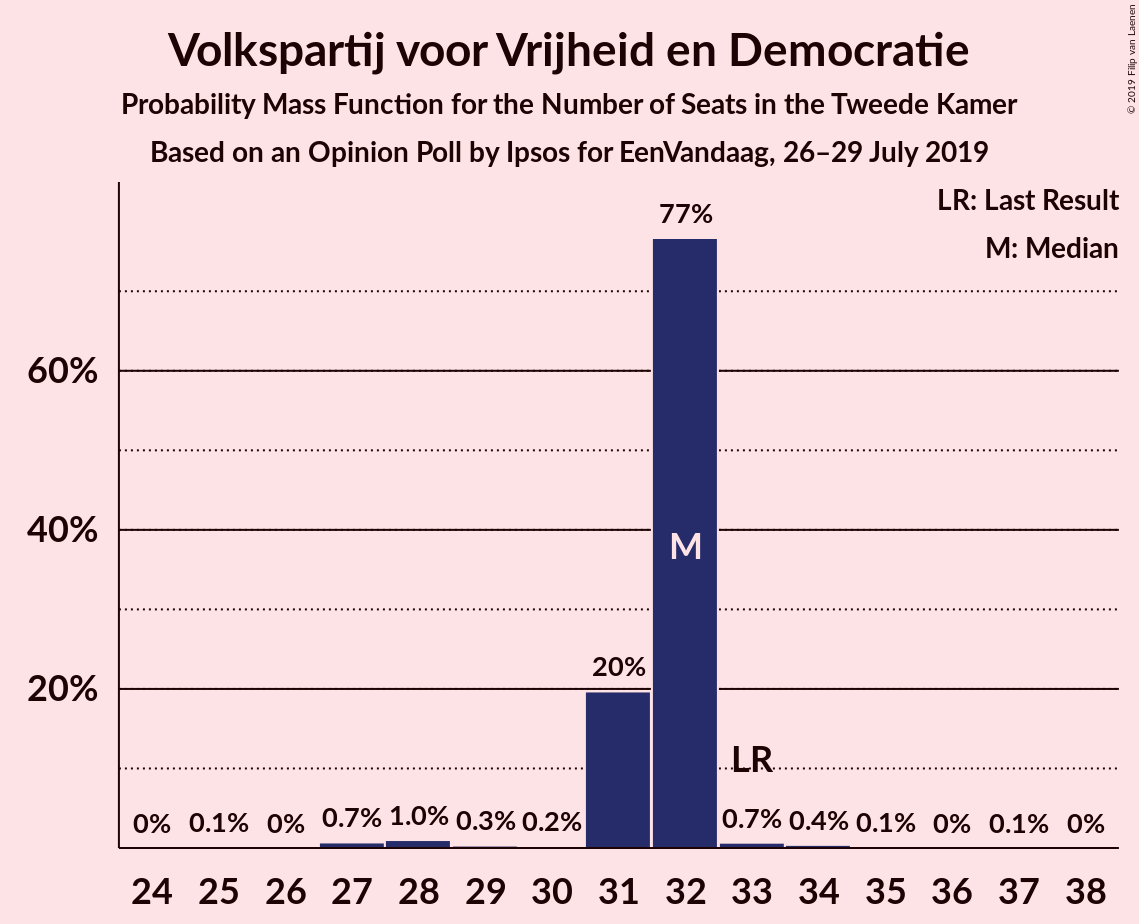 Volkspartij voor Vrijheid en Democratie
Probability Mass Function for the Number of Seats in the Tweede Kamer
Based on an Opinion Poll by Ipsos for EenVandaag, 26–29 July 2019
© 2019 Filip van Laenen
LR: Last Result
M: Median
77%
60%
40%
M
20%
20%
LR
0% 0.1% 0% 0.7% 1.0% 0.3% 0.2% 0.7% 0.4% 0.1% 0% 0.1% 0%
24 25 26 27 28 29 30 31 32 33 34 35 36 37 38